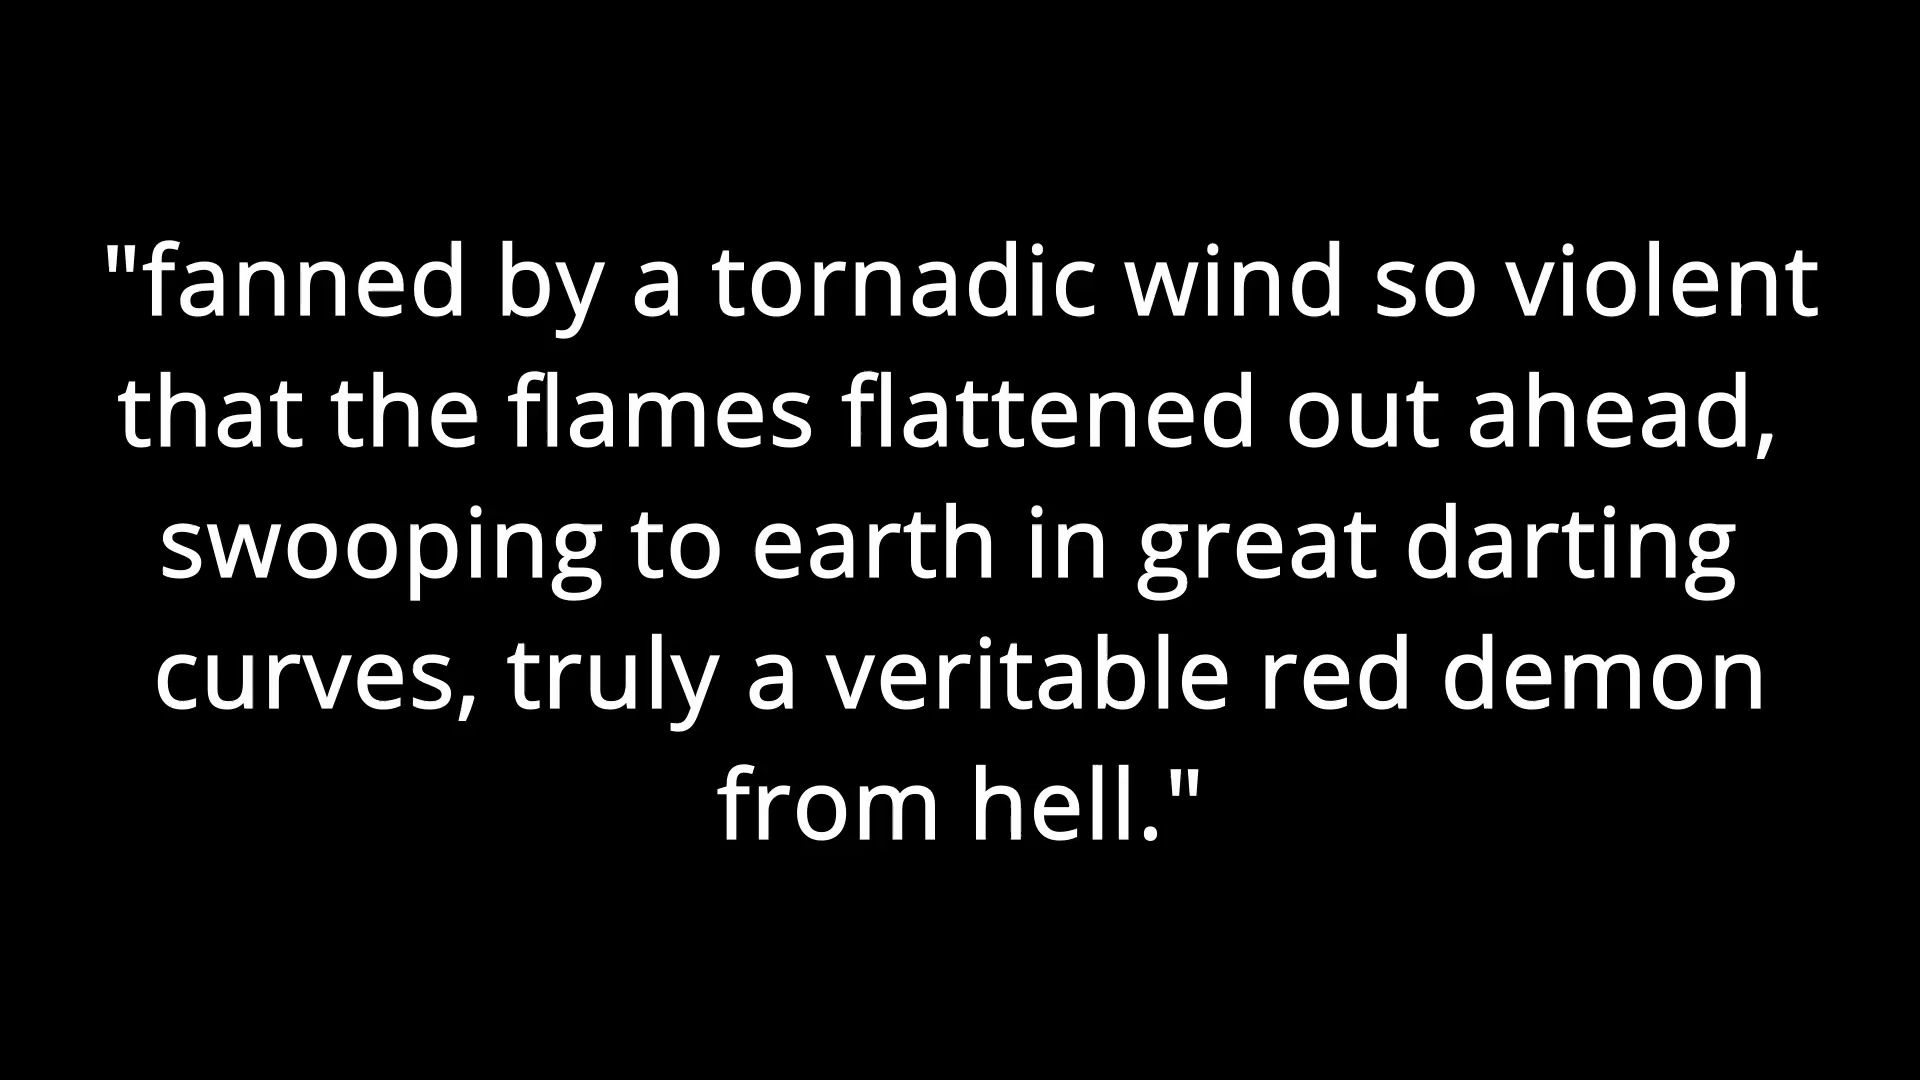 "fanned by a tornadic wind so violent
that the flames flattened out ahead,
swooping to earth in great darting
curves, truly a veritable red demon
from hell."